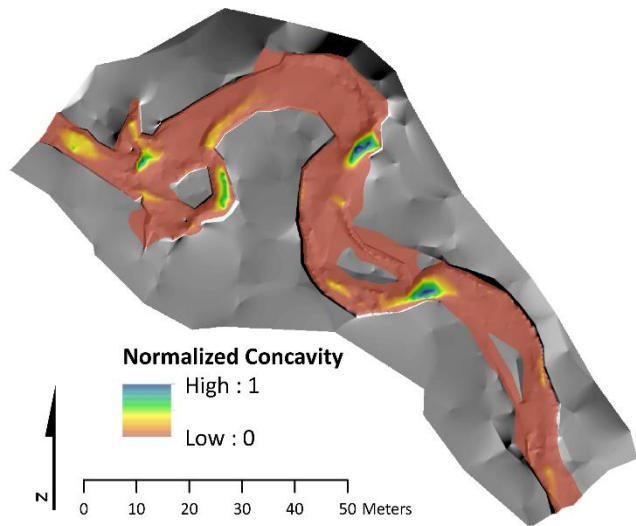 Normalized Concavity
High : 1
Low : 0
N
0 10 20 30 40 50 Meters